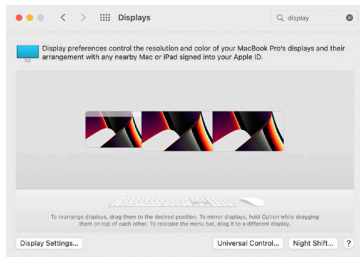 Displays
display
Display preferences control the resolution and color of your MacBook Pro's displays and their
arrangement with any nearby Mac or iPad signed into your Apple ID.
To rearrange displays, drag them to the desired position. To mirror displays, hold Option while dragging
them on top of each other. To relocate the menu bar, drag it to a different display.
Display Settings...
Universal Control...
Night Shift...
?